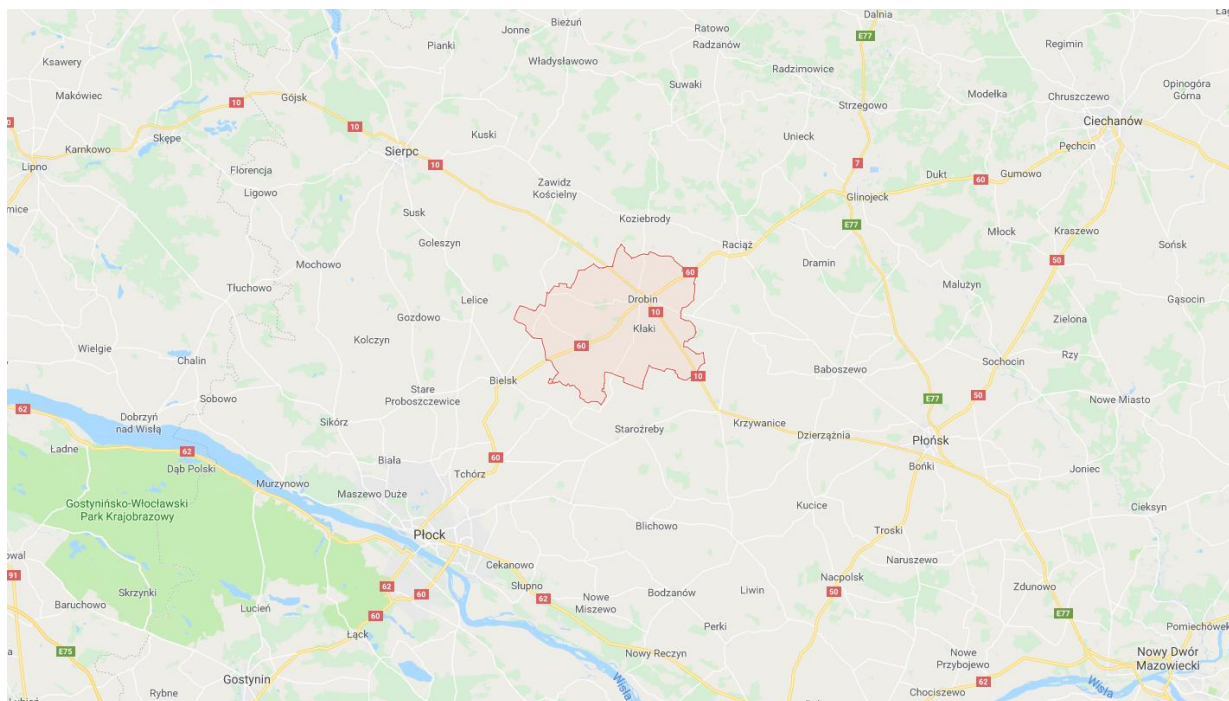 Dalnia
Jonne
Bieżuń
Ratowo
Radzanów
E77
Pianki
Regimin
Ksawery
Władysławowo
Radzimowice
Suwaki
Opinogóra
Górna
Makówiec
10
Gójsk
Modełka
Chruszczewo
Strzegowo
10
Ciechanów
Skępe
Kuski
Unieck
Karnkowo
Sierpc
Pęchcin
Lipno
Florencja
10
7
Dukt
60
Gumowo
Ligowo
Zawidz
Kościelny
Glinojeck
Susk
Koziebrody
E77
Młock
Kraszewo
Goleszyn
Raciąż
Sońsk
Mochowo
Dramin
50
60
Tłuchowo
Malużyn
Lelice
Drobin
Gąsocin
10
Gozdowo
Kłaki
Zielona
Kolczyn
60
Wielgie
Chalin
Sochocin
Rzy
Baboszewo
Bielsk
10
Stare
Proboszczewice
Sobowo
E77
50
Nowe Miasto
62
Dobrzyń
nad Wisłą
Sikórz
Krzywanice
Staroźreby
Dzierzążnia
Płońsk
Ładne
62
Biała
60
Dąb Polski
Tchórz
Bońki
Joniec
Murzynowo
Maszewo Duże
Gostynińsko-Włocławski
Park Krajobrazowy
Kucice
Cieksyn
Blichowo
Troski
Płock
Naruszewo
Cekanowo
91
Słupno
Nacpolsk
Zdunowo
Skrzynki
62
60
62
Nowe
Miszewo
Bodzanów
Liwin
50
Baruchowo
Lucień
60
E77
Perki
Pomiechówek
Łąck
E75
Nowy Reczyn
Nowe
Przybojewo
Nowy Dwór
Mazowiecki
Gostynin
Rybne
Wisła
62
Wisła
Chociszewo